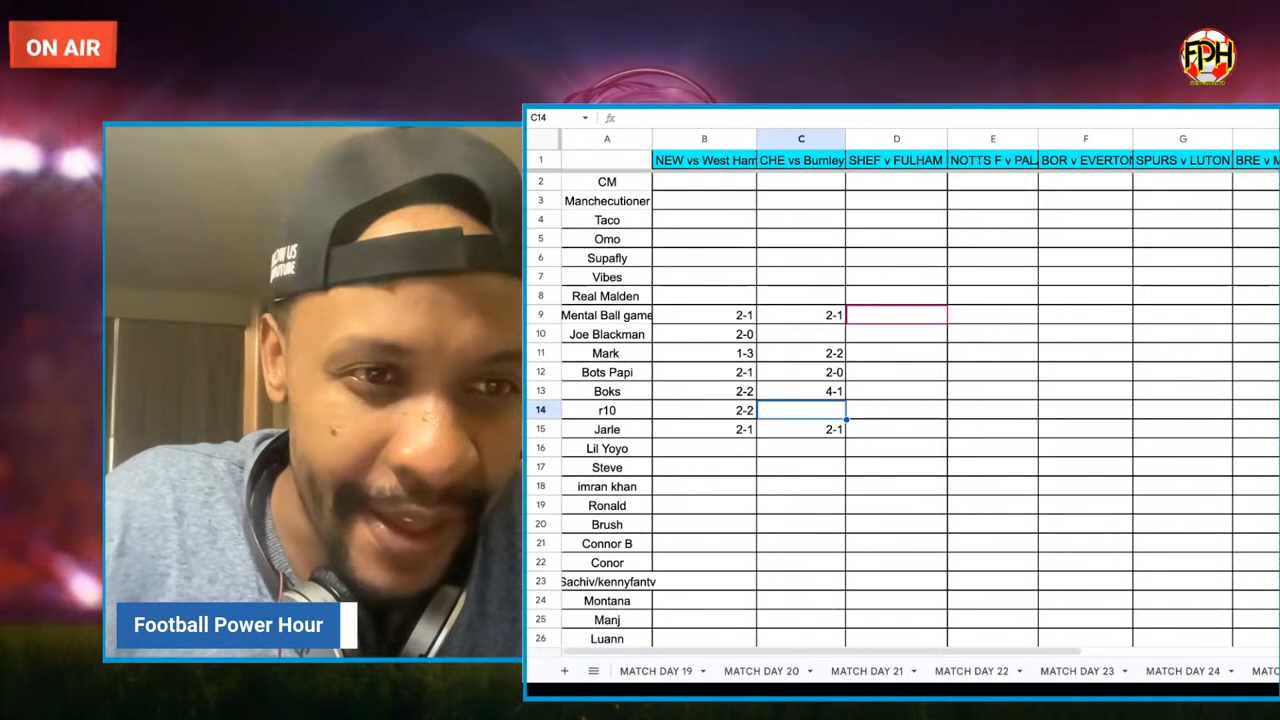 ON AIR
FPH
C14 fx
A B C D E F G
1 NEW vs West Ham CHE vs Burnley SHEF v FULHAM NOTTS F v PAL BOR v EVERTON SPURS v LUTON BRE v M
2 CM
3 Manchecutioner
4 Taco
5 Omo
6 Supafly
7 Vibes
8 Real Malden
9 Mental Ball game 2-1 2-1
10 Joe Blackman 2-0
11 Mark 1-3 2-2
12 Bots Papi 2-1 2-0
13 Boks 2-2 4-1
14 r10 2-2
15 Jarle 2-1 2-1
16 Lil Yoyo
17 Steve
18 imran khan
19 Ronald
20 Brush
21 Connor B
22 Conor
23 Sachiv/kennyfantv
24 Montana
25 Manj
26 Luann
+ MATCH DAY 19 MATCH DAY 20 MATCH DAY 21 MATCH DAY 22 MATCH DAY 23 MATCH DAY 24 MATC
Football Power Hour